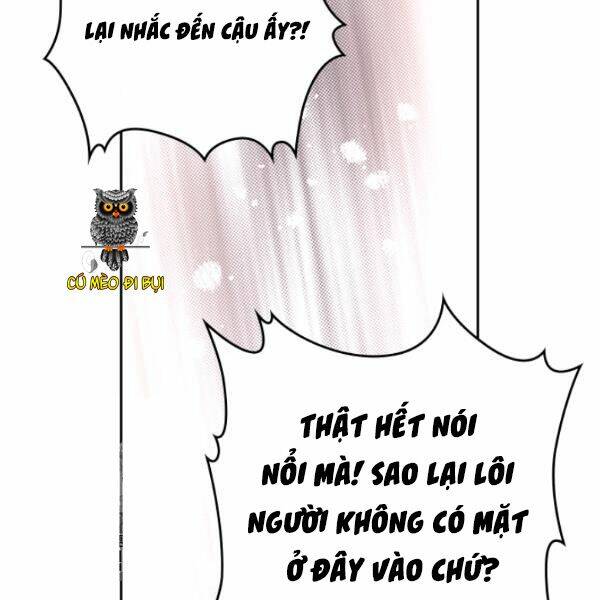 LẠI NHẮC ĐẾN CẬU ẤY?!
CÚ MÈO ĐI BỤI
THẬT HẾT NÓI
NỔI MÀ! SAO LẠI LÔI
NGƯỜI KHÔNG CÓ MẶT
Ở ĐÂY VÀO CHỨ?